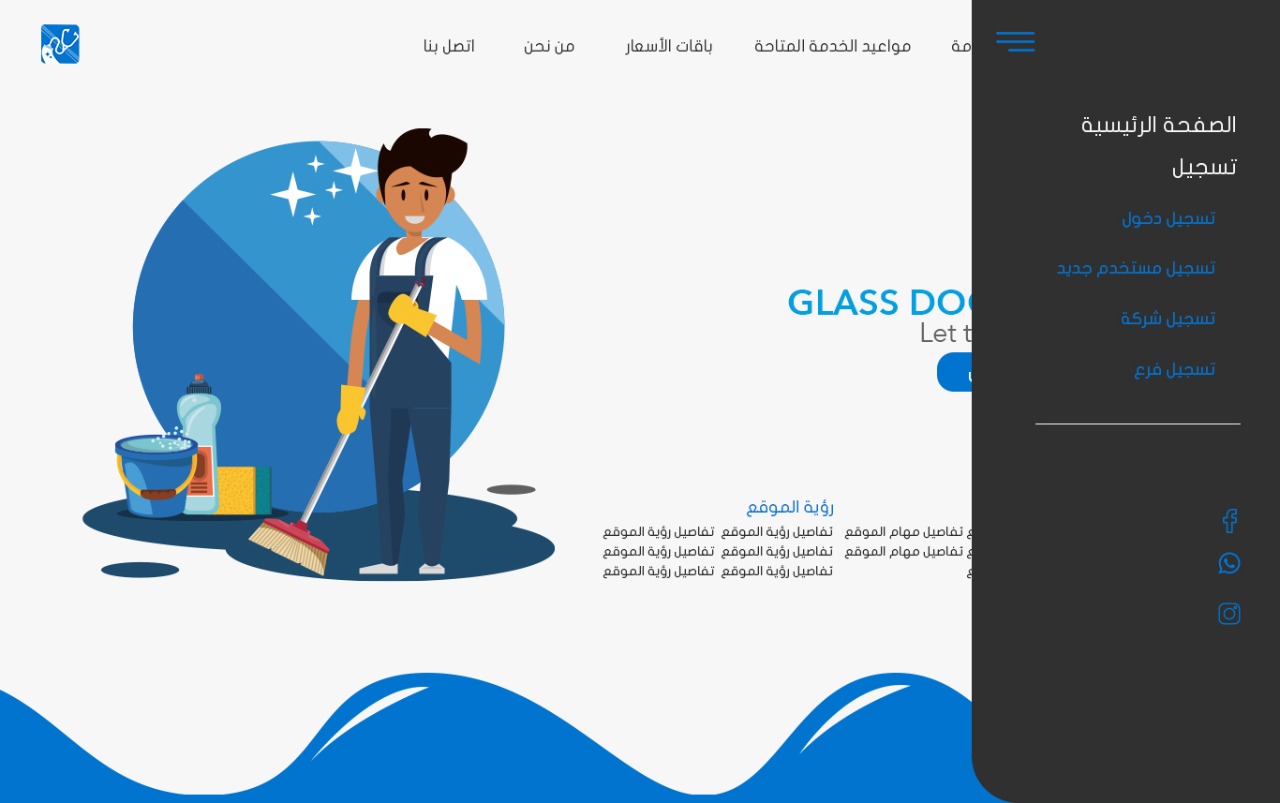 مواعيد الخدمة المتاحة
باقات الأسعار
من نحن
اتصل بنا
الصفحة الرئيسية
تسجيل
تسجيل دخول
تسجيل مستخدم جديد
تسجيل شركة
تسجيل فرع
GLASS DOC
Let t
رؤية الموقع
تفاصيل مهام الموقع
تفاصيل مهام الموقع
تفاصيل رؤية الموقع تفاصيل رؤية الموقع
تفاصيل رؤية الموقع تفاصيل رؤية الموقع
تفاصيل رؤية الموقع تفاصيل رؤية الموقع